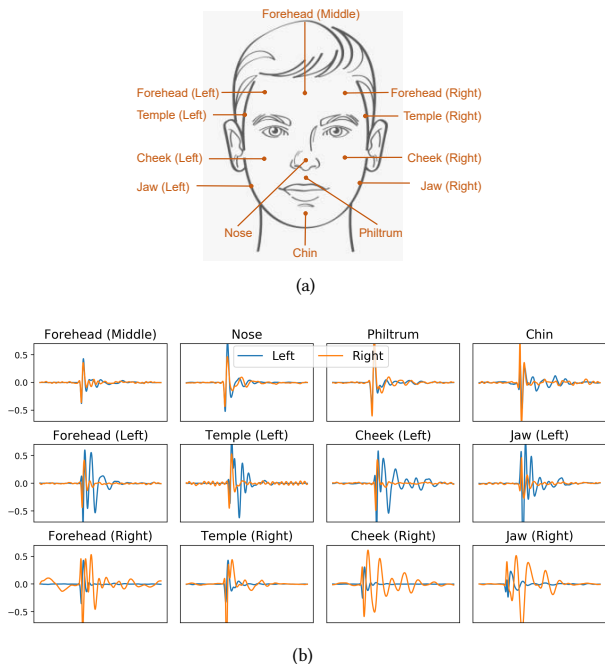 Forehead (Middle)
Forehead (Left)
Forehead (Right)
Temple (Left)
Temple (Right)
Cheek (Left)
Cheek (Right)
Jaw (Left)
Jaw (Right)
Nose
Philtrum
Chin
(a)
Forehead (Middle)
Nose
Philtrum
Chin
0.5
0.0
−0.5
Left
Right
Forehead (Left)
Temple (Left)
Cheek (Left)
Jaw (Left)
0.5
0.0
−0.5
Forehead (Right)
Temple (Right)
Cheek (Right)
Jaw (Right)
0.5
0.0
−0.5
(b)